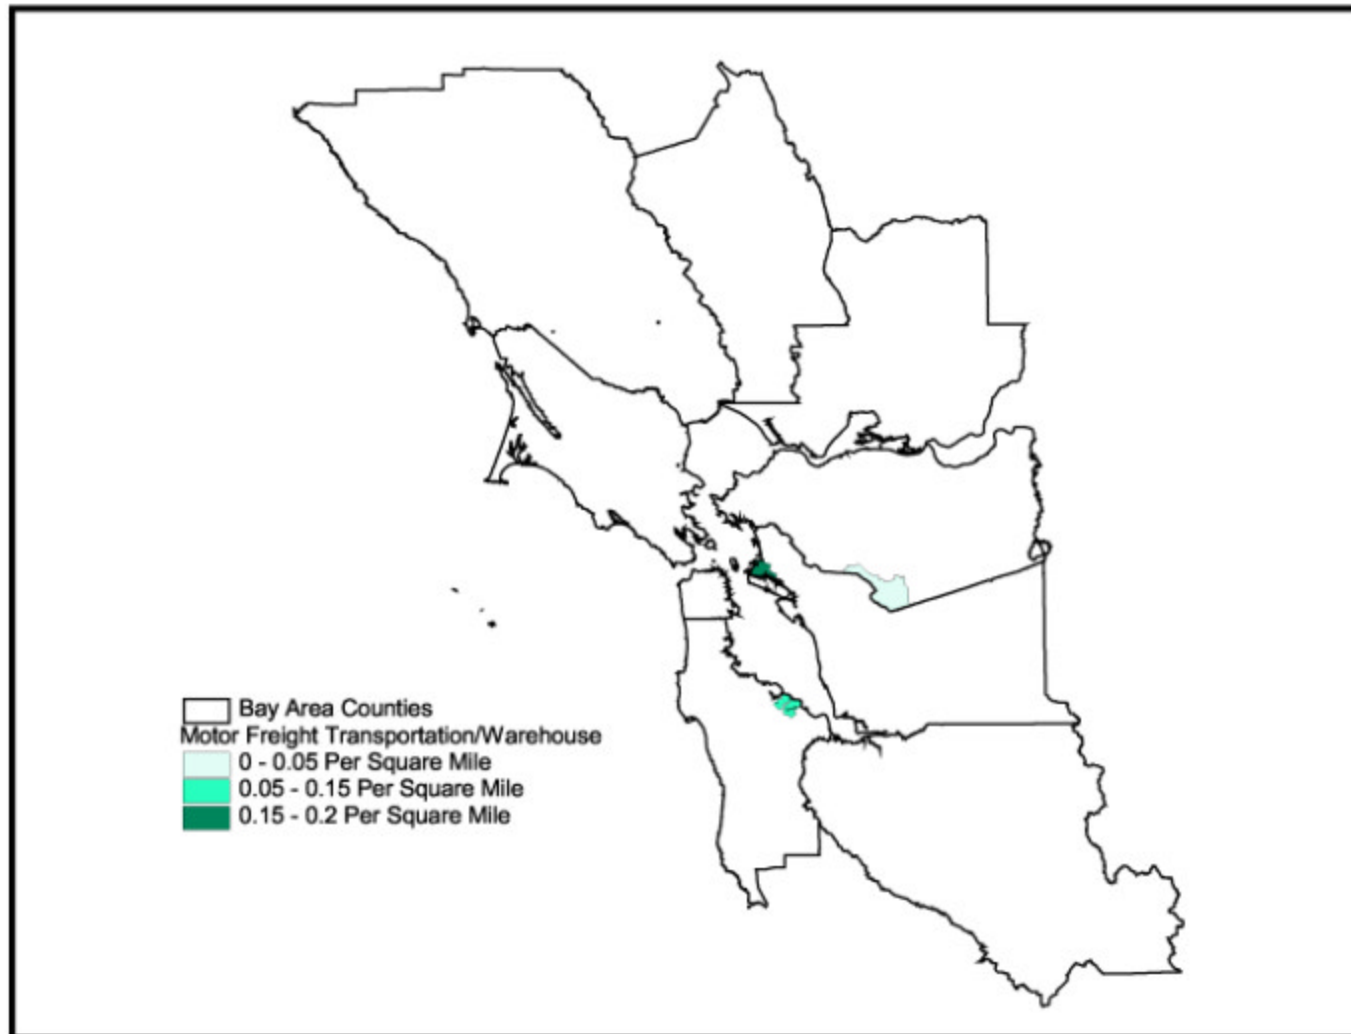 Bay Area Counties
Motor Freight Transportation/Warehouse
0 - 0.05 Per Square Mile
0.05 - 0.15 Per Square Mile
0.15 - 0.2 Per Square Mile